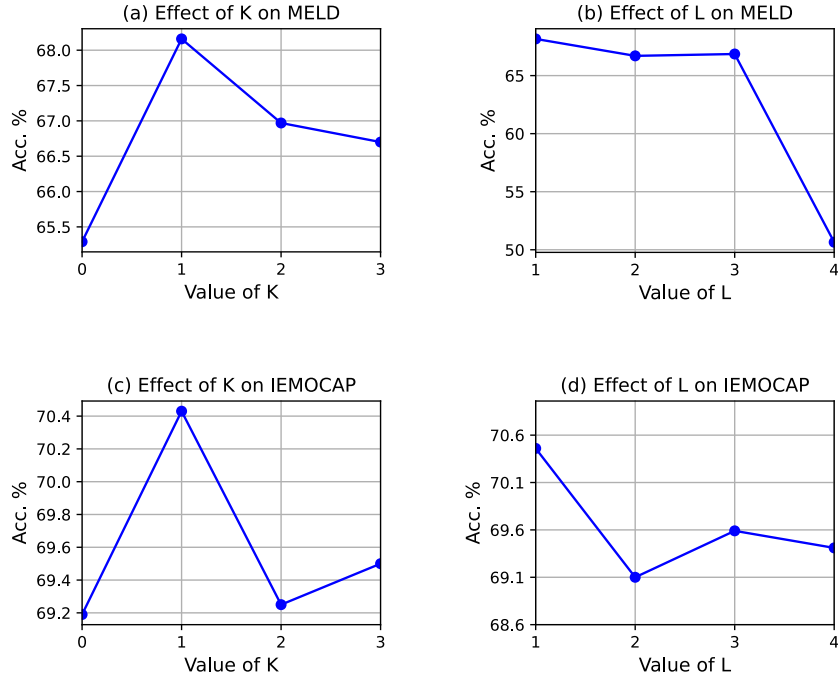 (a) Effect of K on MELD
Acc. %
68.0
67.5
67.0
66.5
66.0
65.5
0 1 2 3
Value of K
(b) Effect of L on MELD
Acc. %
65
60
55
50
1 2 3 4
Value of L
(c) Effect of K on IEMOCAP
Acc. %
70.4
70.2
70.0
69.8
69.6
69.4
69.2
0 1 2 3
Value of K
(d) Effect of L on IEMOCAP
Acc. %
70.6
70.1
69.6
69.1
68.6
1 2 3 4
Value of L